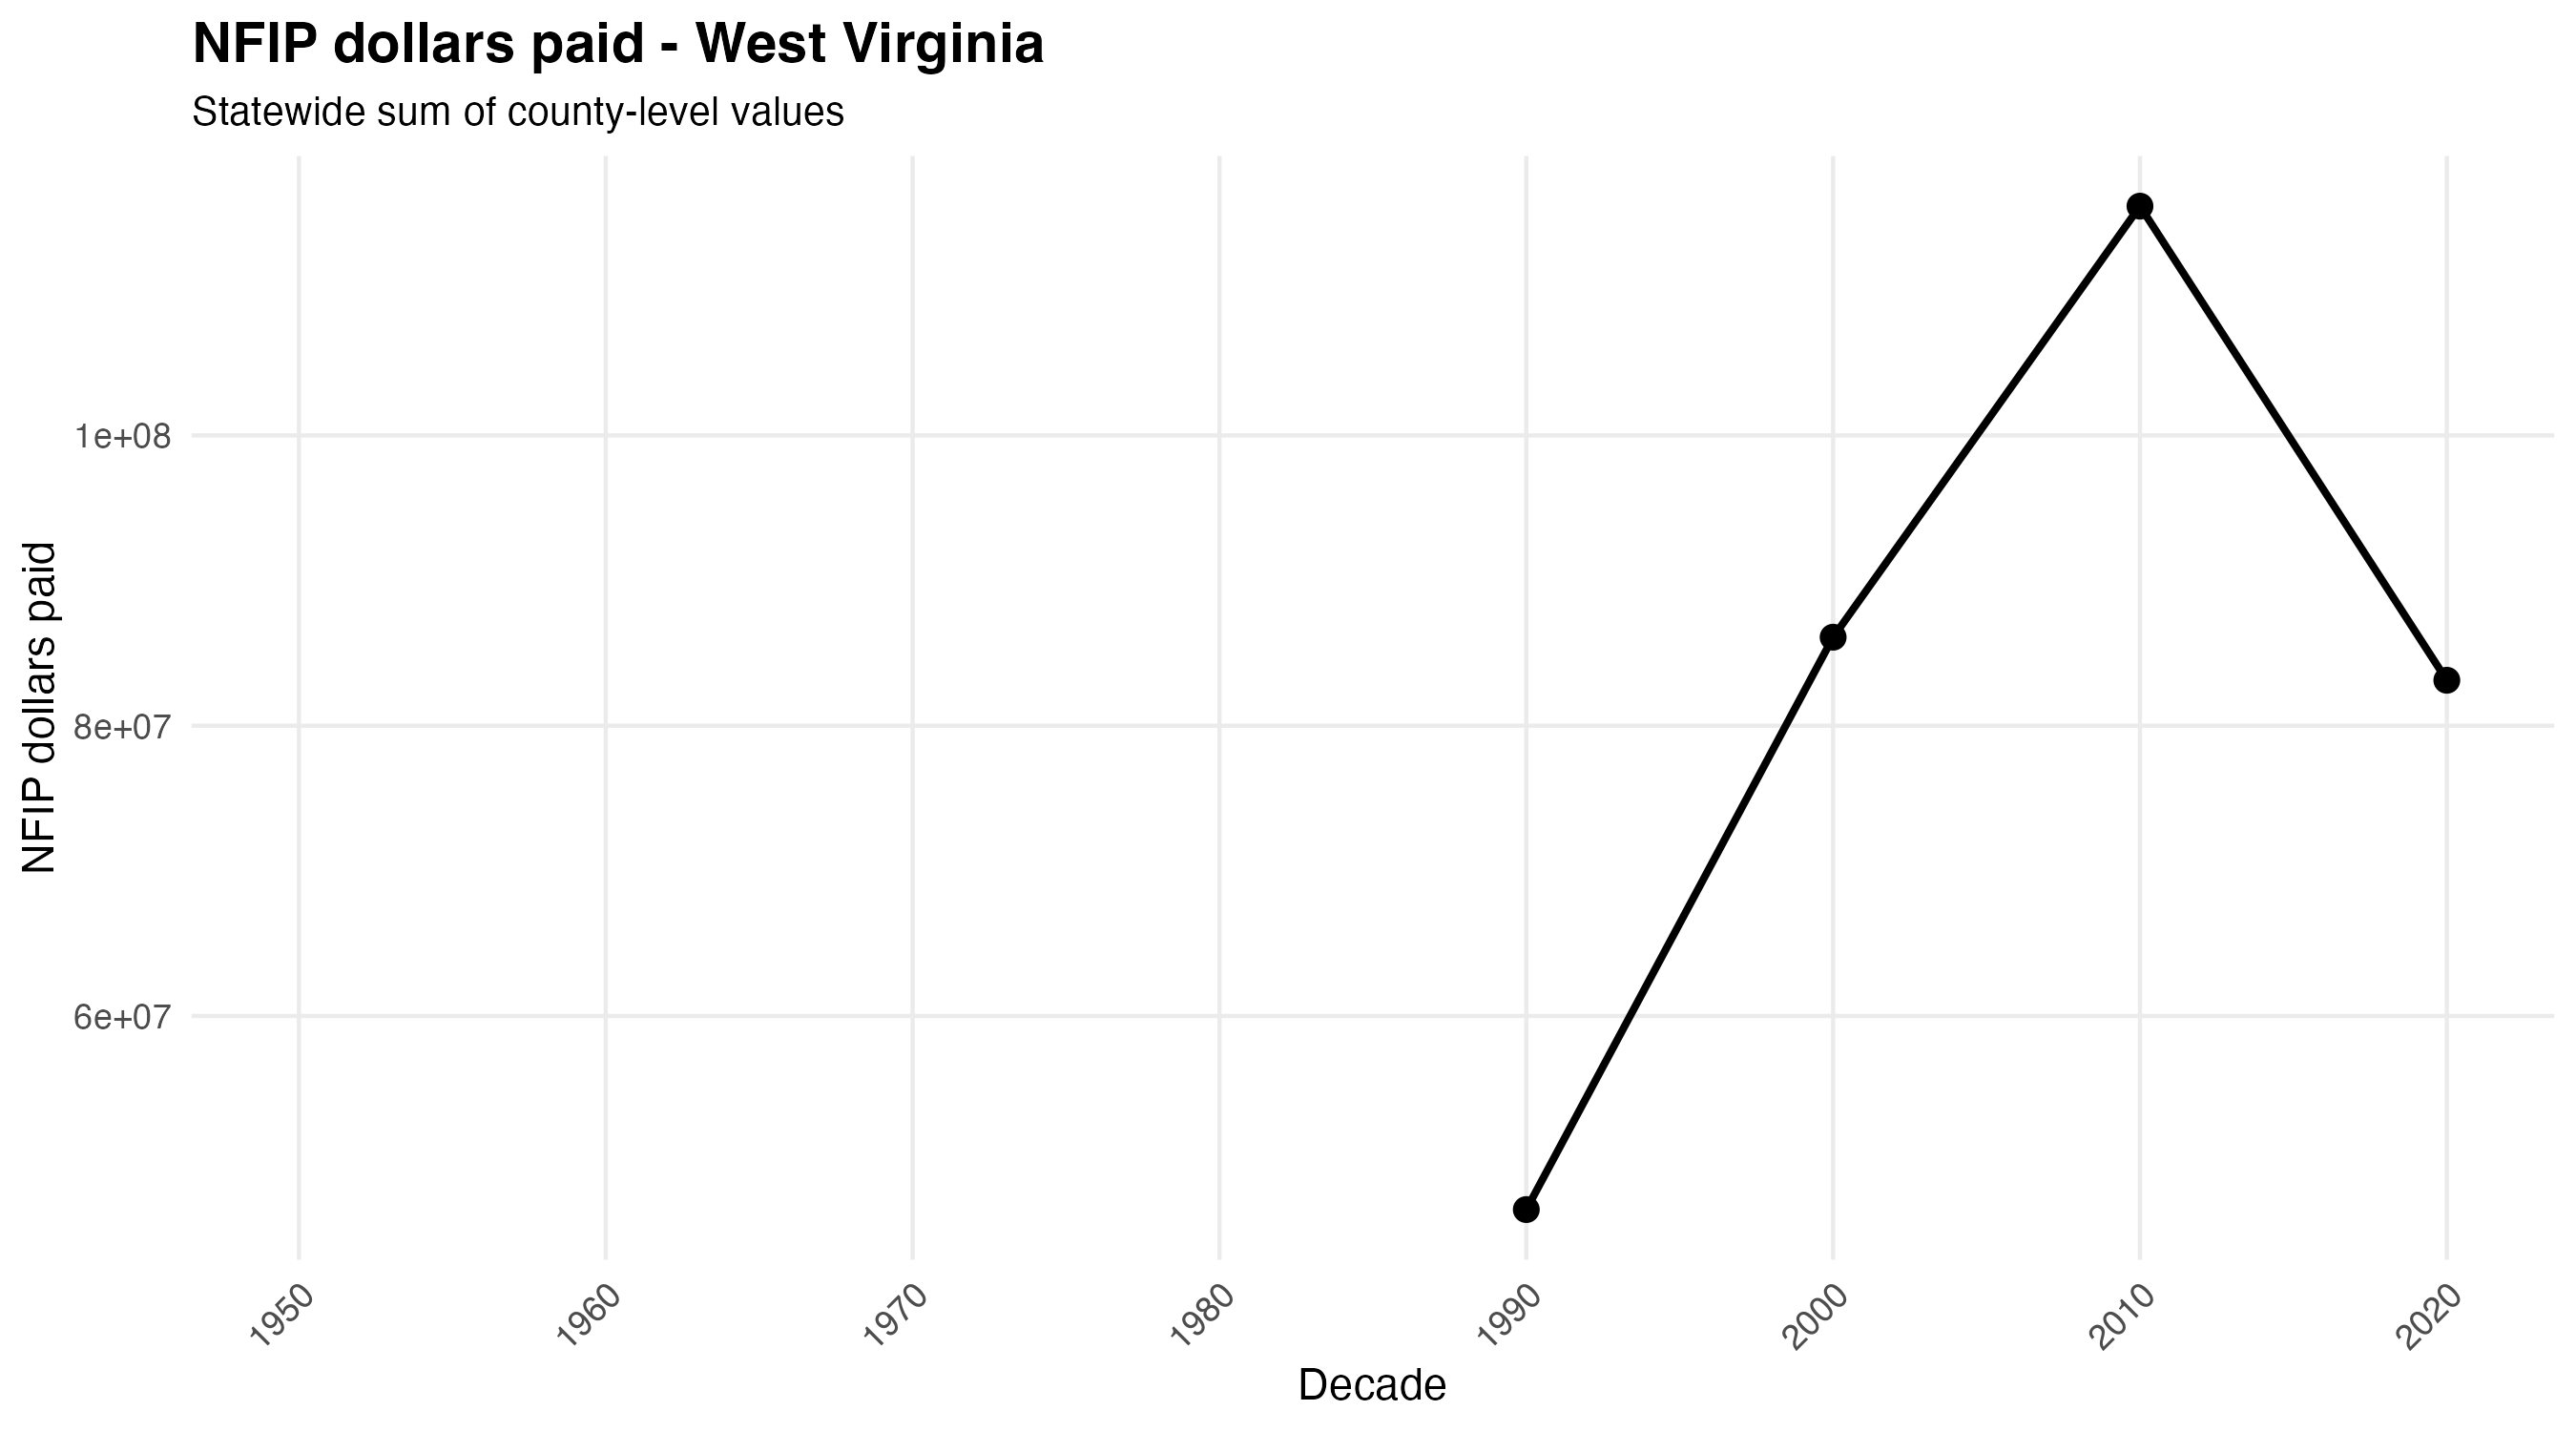 NFIP dollars paid - West Virginia
Statewide sum of county-level values
NFIP dollars paid
1e+08
8e+07
6e+07
1950
1960
1970
1980
1990
2000
2010
2020
Decade